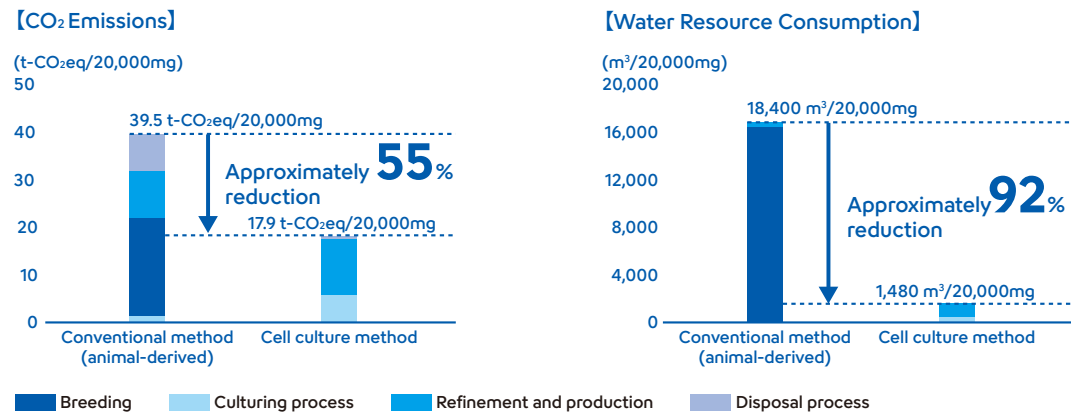 【CO₂ Emissions】
(t-CO₂eq/20,000mg)
50
40
30
20
10
0
39.5 t-CO₂eq/20,000mg
Approximately 55%
reduction
17.9 t-CO₂eq/20,000mg
Conventional method
(animal-derived)
Cell culture method
【Water Resource Consumption】
(m³/20,000mg)
20,000
16,000
12,000
8,000
4,000
0
18,400 m³/20,000mg
Approximately 92%
reduction
1,480 m³/20,000mg
Conventional method
(animal-derived)
Cell culture method
Breeding
Culturing process
Refinement and production
Disposal process